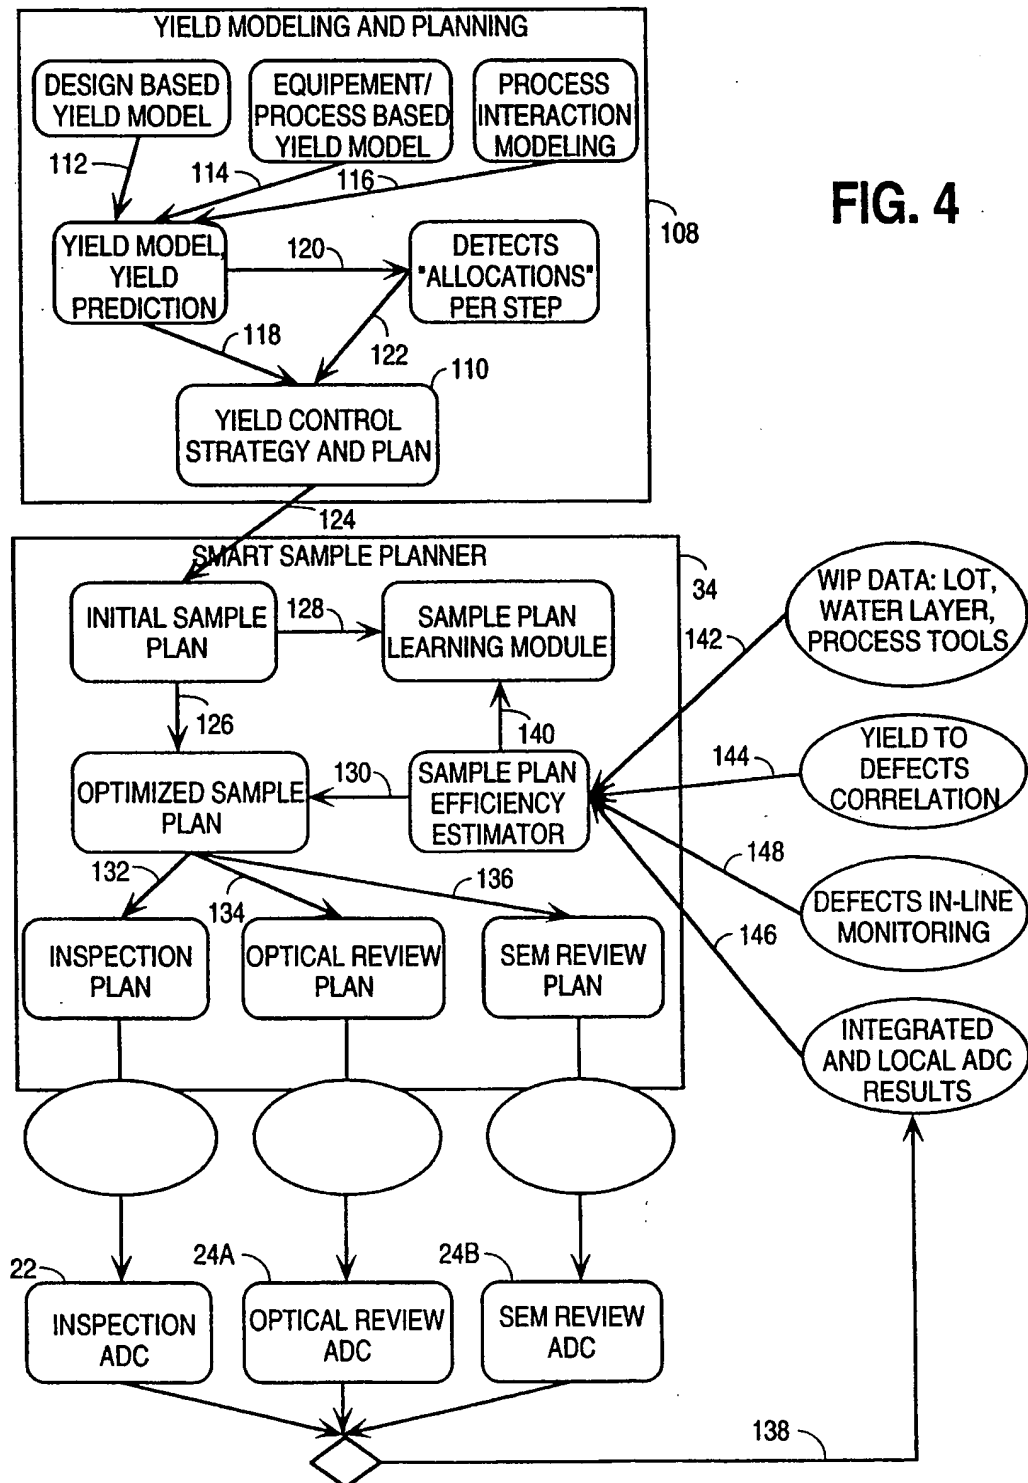 YIELD MODELING AND PLANNING
DESIGN BASED
YIELD MODEL
EQUIPEMENT/
PROCESS BASED
YIELD MODEL
PROCESS
INTERACTION
MODELING
112
114
116
FIG. 4
108
YIELD MODEL,
YIELD
PREDICTION
120
DETECTS
"ALLOCATIONS"
PER STEP
118
122
110
YIELD CONTROL
STRATEGY AND PLAN
124
SMART SAMPLE PLANNER
34
INITIAL SAMPLE
PLAN
128
SAMPLE PLAN
LEARNING MODULE
142
WIP DATA: LOT,
WATER LAYER,
PROCESS TOOLS
126
140
OPTIMIZED SAMPLE
PLAN
130
SAMPLE PLAN
EFFICIENCY
ESTIMATOR
144
YIELD TO
DEFECTS
CORRELATION
132
134
136
148
DEFECTS IN-LINE
MONITORING
146
INSPECTION
PLAN
OPTICAL REVIEW
PLAN
SEM REVIEW
PLAN
INTEGRATED
AND LOCAL ADC
RESULTS
22
24A
24B
INSPECTION
ADC
OPTICAL REVIEW
ADC
SEM REVIEW
ADC
138